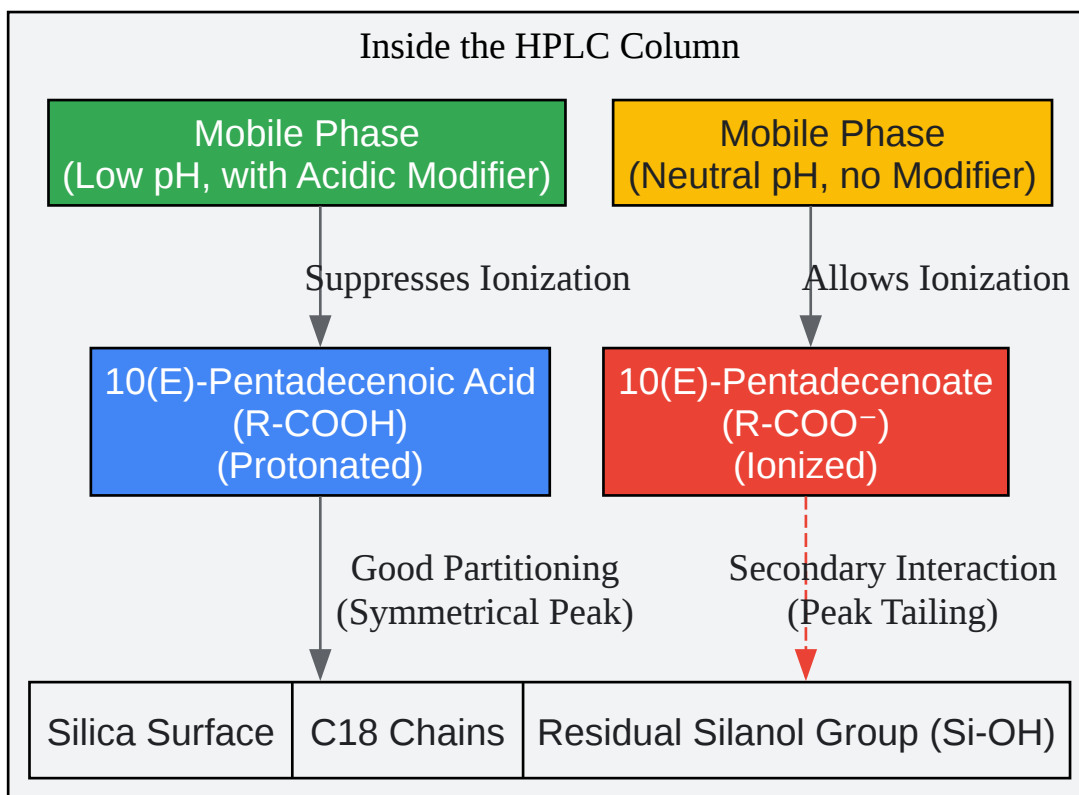 Inside the HPLC Column
Mobile Phase
(Low pH, with Acidic Modifier)
Mobile Phase
(Neutral pH, no Modifier)
Suppresses Ionization
Allows Ionization
10(E)-Pentadecenoic Acid
(R-COOH)
(Protonated)
10(E)-Pentadecenoate
(R-COO⁻)
(Ionized)
Good Partitioning
(Symmetrical Peak)
Secondary Interaction
(Peak Tailing)
Silica Surface
C18 Chains
Residual Silanol Group (Si-OH)